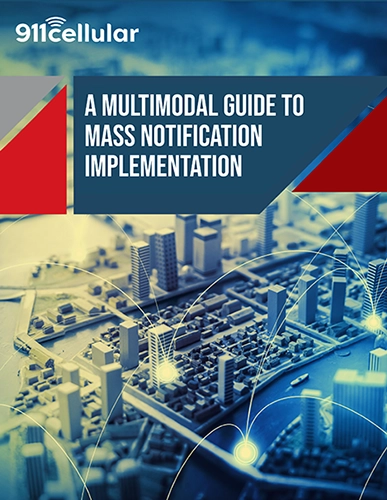 911cellular
A MULTIMODAL GUIDE TO
MASS NOTIFICATION
IMPLEMENTATION